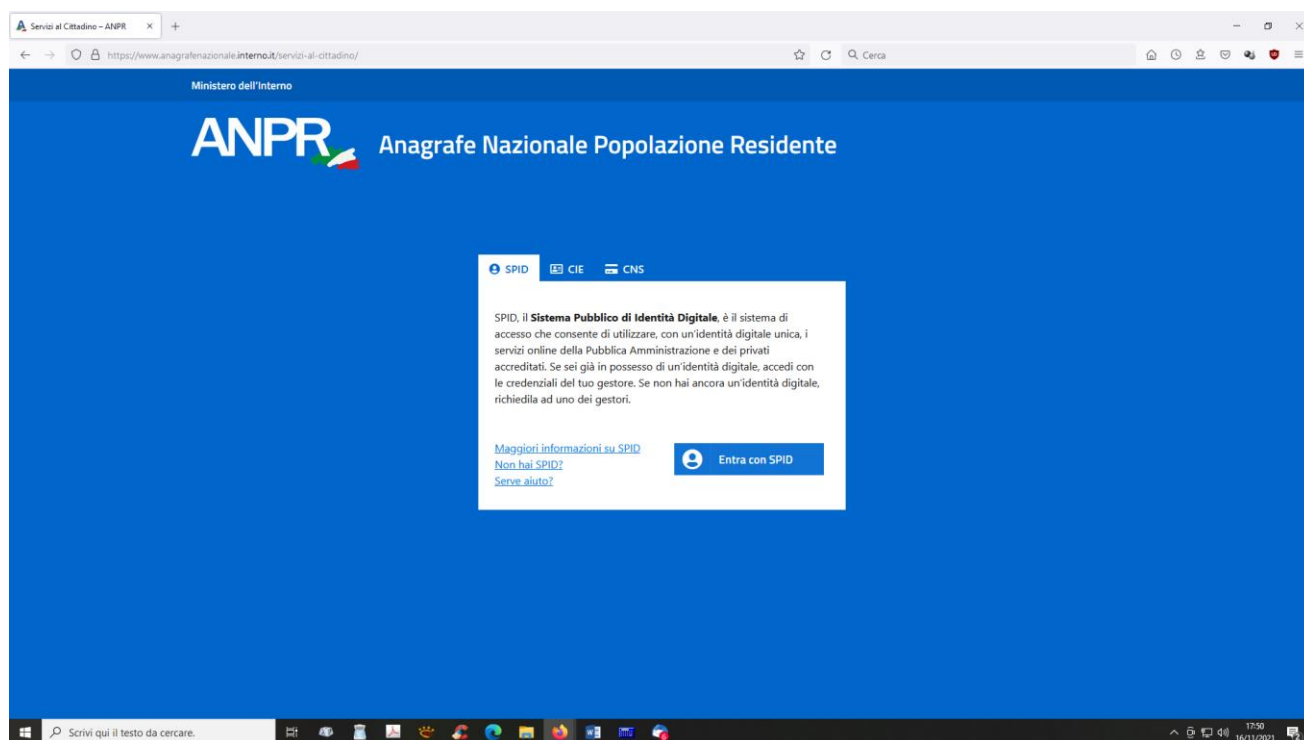 Servizi al Cittadino – ANPR
https://www.anagrafenazionale.interno.it/servizi-al-cittadino/
Cerca
Ministero dell'Interno
ANPR Anagrafe Nazionale Popolazione Residente
SPID CIE CNS
SPID, il Sistema Pubblico di Identità Digitale, è il sistema di
accesso che consente di utilizzare, con un'identità digitale unica, i
servizi online della Pubblica Amministrazione e dei privati
accreditati. Se sei già in possesso di un'identità digitale, accedi con
le credenziali del tuo gestore. Se non hai ancora un'identità digitale,
richiedila ad uno dei gestori.
Maggiori informazioni su SPID
Non hai SPID?
Entra con SPID
Serve aiuto?
Scrivi qui il testo da cercare.
17:50
16/11/2021